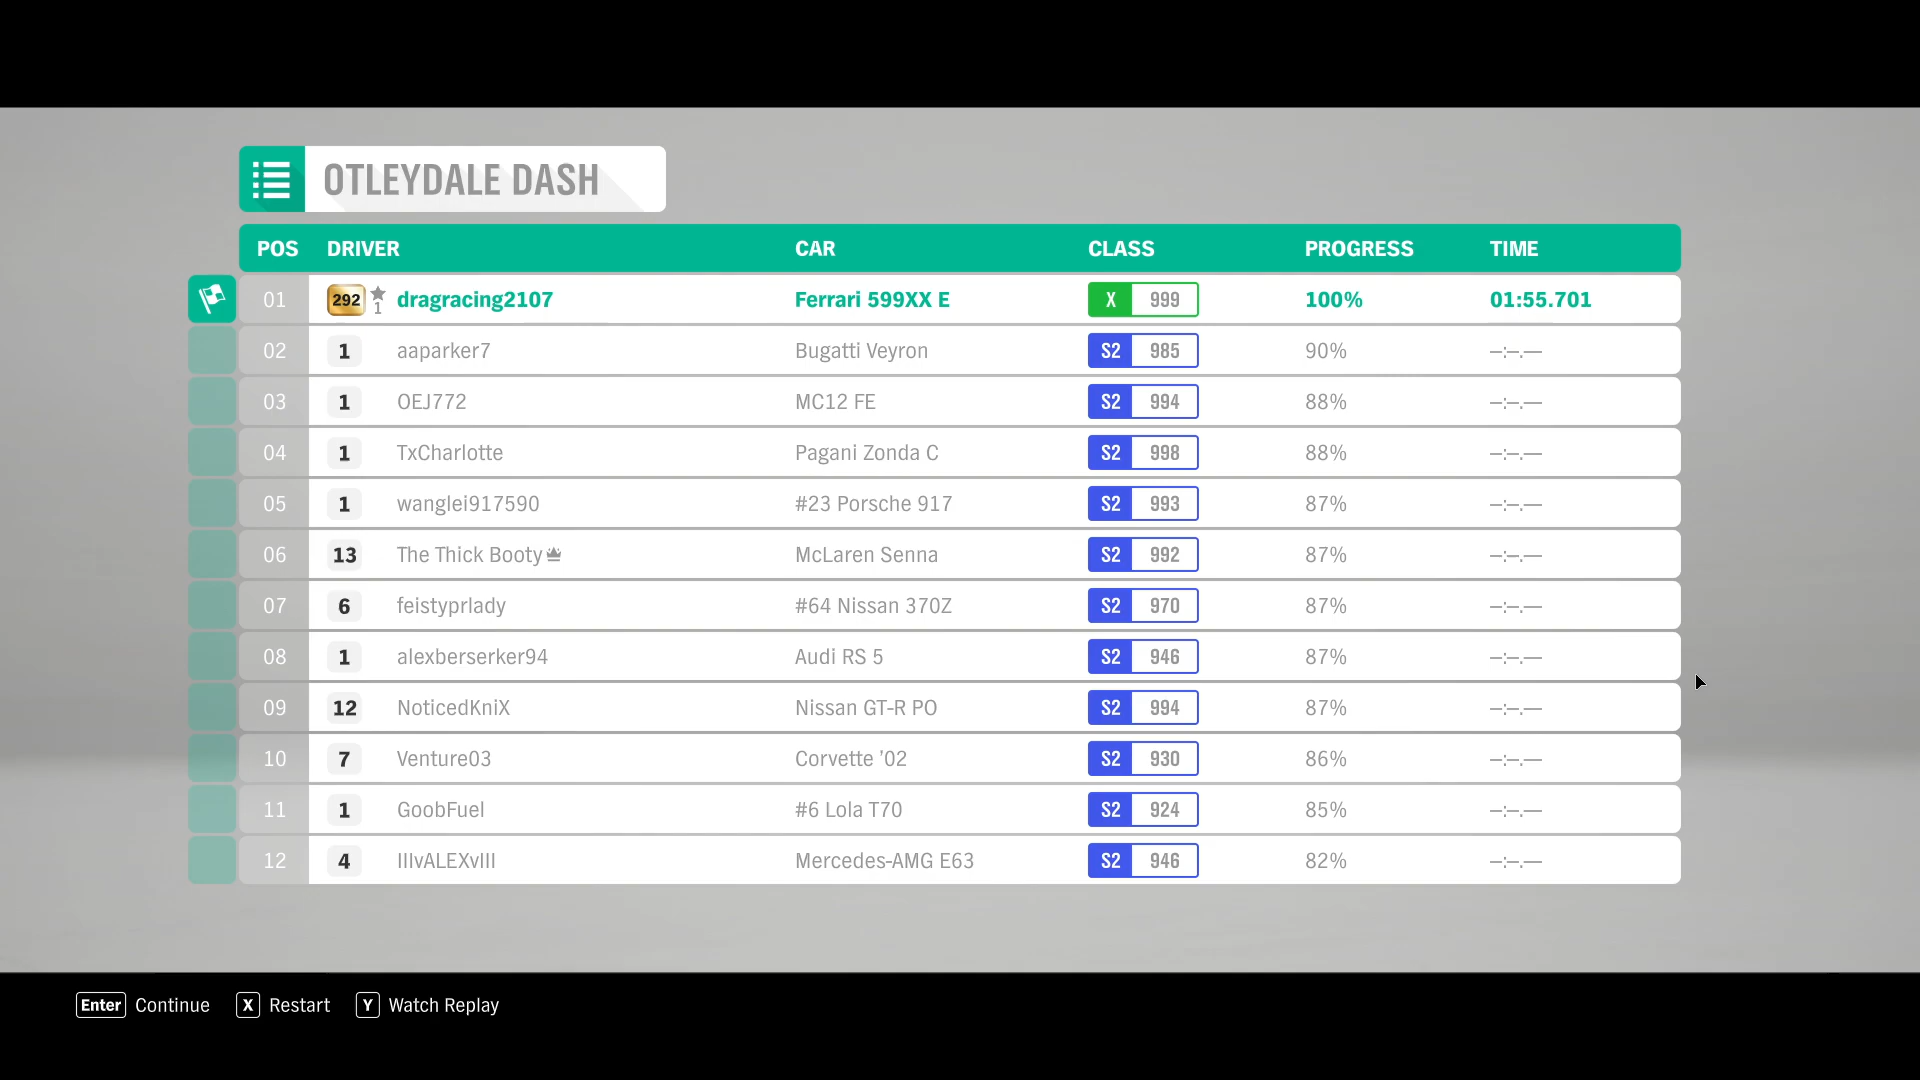 OTLEYDALE DASH
POS DRIVER CAR CLASS PROGRESS TIME
01 292 1 dragracing2107 Ferrari 599XX E X 999 100% 01:55.701
02 1 aaparker7 Bugatti Veyron S2 985 90% --:--.---
03 1 OEJ772 MC12 FE S2 994 88% --:--.---
04 1 TxCharlotte Pagani Zonda C S2 998 88% --:--.---
05 1 wanglei917590 #23 Porsche 917 S2 993 87% --:--.---
06 13 The Thick Booty McLaren Senna S2 992 87% --:--.---
07 6 feistyprlady #64 Nissan 370Z S2 970 87% --:--.---
08 1 alexberserker94 Audi RS 5 S2 946 87% --:--.---
09 12 NoticedKniX Nissan GT-R PO S2 994 87% --:--.---
10 7 Venture03 Corvette ’02 S2 930 86% --:--.---
11 1 GoobFuel #6 Lola T70 S2 924 85% --:--.---
12 4 IIIvALEXvIII Mercedes-AMG E63 S2 946 82% --:--.---
Enter Continue X Restart Y Watch Replay